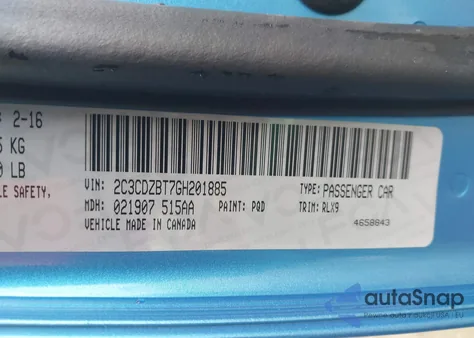 2-16
KG
LB
LE SAFETY,
VIN: 2C3CDZBT7GH201885 TYPE: PASSENGER CAR
MDH: 021907 515AA PAINT: PQD TRIM: RLX9
VEHICLE MADE IN CANADA 4658843
autoSnap